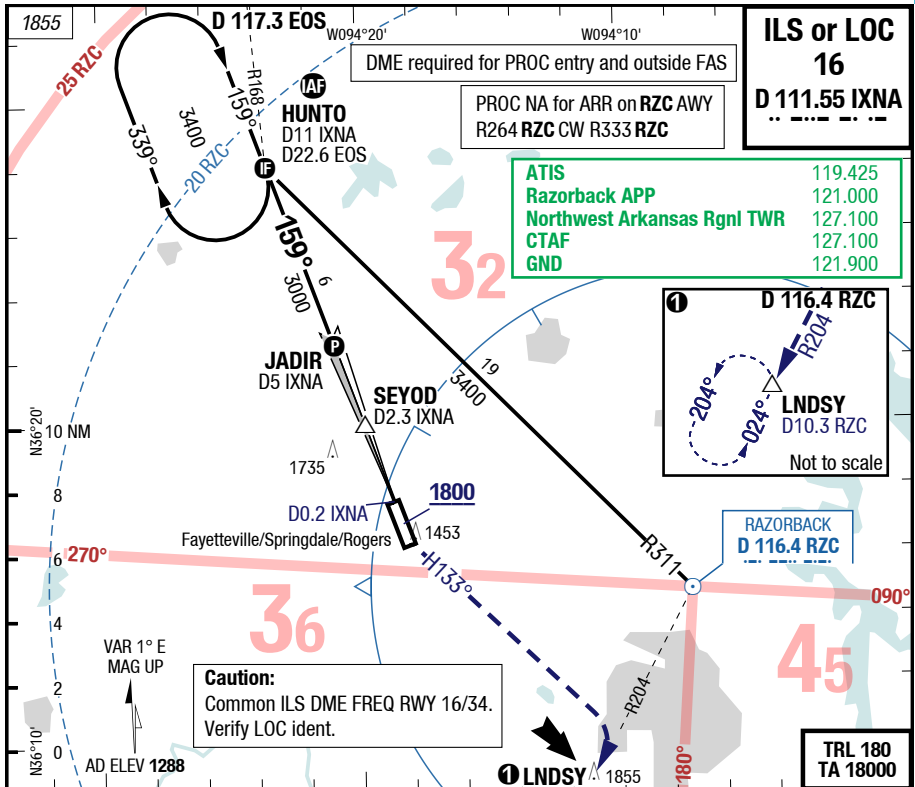 1855
D 117.3 EOS
W094°20'
W094°10'
ILS or LOC
16
D 111.55 IXNA
DME required for PROC entry and outside FAS
PROC NA for ARR on RZC AWY
R264 RZC CW R333 RZC
25 RZC
20 RZC
R168
159°
339°
3400
IAF
HUNTO
D11 IXNA
D22.6 EOS
IF
ATIS 119.425
Razorback APP 121.000
Northwest Arkansas Rgnl TWR 127.100
CTAF 127.100
GND 121.900
159°
6
3000
32
1
D 116.4 RZC
R204
204°
024°
LNDSY
D10.3 RZC
Not to scale
P
JADIR
D5 IXNA
19
3400
SEYOD
D2.3 IXNA
N36°20'
10 NM
1735
8
D0.2 IXNA
1800
1453
Fayetteville/Springdale/Rogers
R311
RAZORBACK
D 116.4 RZC
270°
6
090°
H133°
36
45
4
VAR 1° E
MAG UP
R204
2
Caution:
Common ILS DME FREQ RWY 16/34.
Verify LOC ident.
N36°10'
0
AD ELEV 1288
1 LNDSY
1855
180°
TRL 180
TA 18000